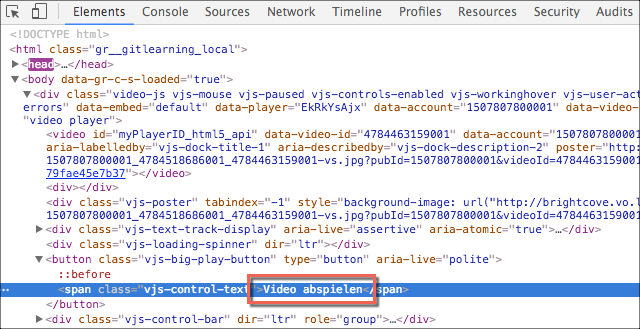 Elements Network Sources Timeline Profiles Resources Security Audits
<!DOCTYPE html>
<html class="gr__gitlearning_local">
<head>…</head>
<body data-gr-c-s-loaded="true">
<div class="video-js vjs-mouse vjs-paused vjs-controls-enabled vjs-workinghover vjs-user-act
errors" data-embed="default" data-player="EkRkYsAjx" data-account="1507807800001" data-video-
"video player">
<video id="myPlayerID_html5_api" data-video-id="4784463159001" data-account="1507807800001"
aria-labelledby="vjs-dock-title-1" aria-describedby="vjs-dock-description-2" poster="http:
1507807800001_4784518686001_4784463159001-vs.jpg?pubId=1507807800001&videoId=4784463159001
79fae45e7b37"></video>
<div></div>
<div class="vjs-poster" tabindex="-1" style="background-image: url("http://brightcove.vo.l
1507807800001_4784518686001_4784463159001-vs.jpg?pubId=1507807800001&videoId=4784463159001
<div class="vjs-text-track-display" aria-live="assertive" aria-atomic="true">…</div>
<div class="vjs-loading-spinner" dir="ltr"></div>
<button class="vjs-big-play-button" type="button" aria-live="polite">
::before
… <span class="vjs-control-text">Video abspielen</span>
</button>
<div class="vjs-control-bar" dir="ltr" role="group">…</div>